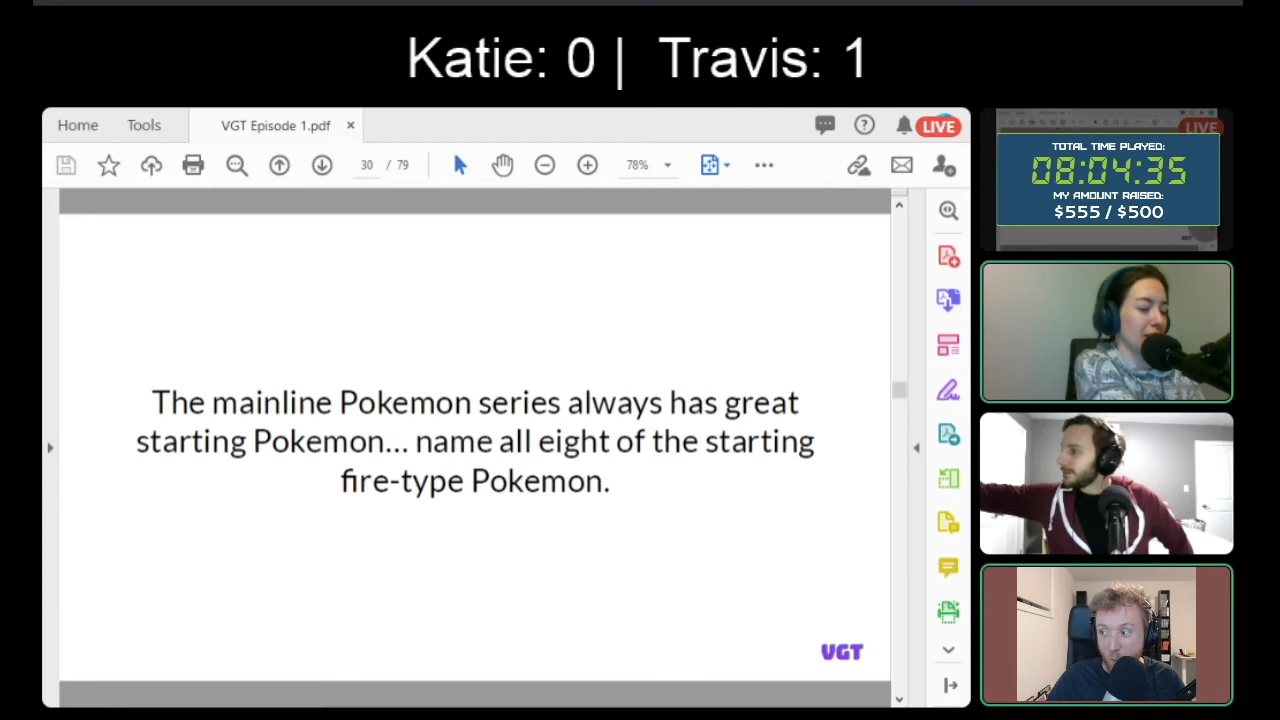 Katie: 0 | Travis: 1
Home Tools VGT Episode 1.pdf × LIVE
30 / 79 78%
The mainline Pokemon series always has great
starting Pokemon... name all eight of the starting
fire-type Pokemon.
VGT
LIVE
TOTAL TIME PLAYED:
08:04:35
MY AMOUNT RAISED:
$555 / $500
VGT